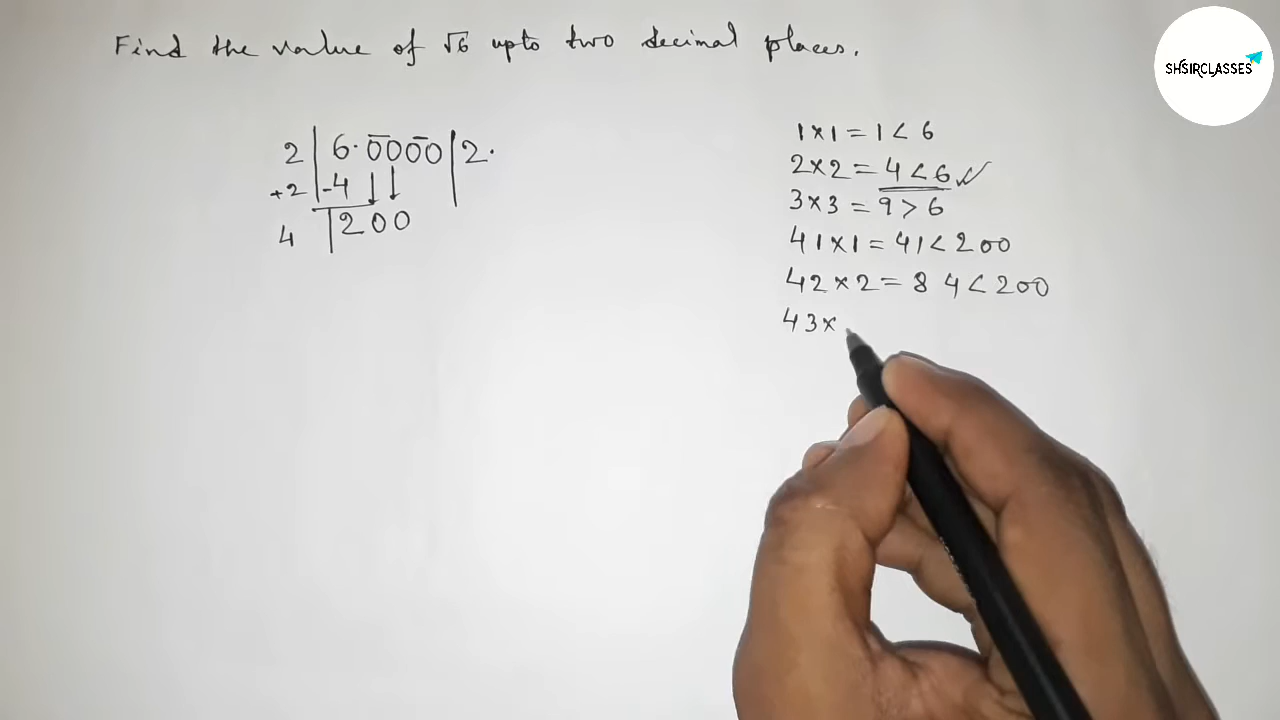 Find the value of √6 upto two decimal places.
SHSIRCLASSES
2 | 6.0000 | 2.
+2 | -4
4 | 200
1×1=1<6
2×2=4<6 ✓
3×3=9>6
41×1=41<200
42×2=84<200
43×